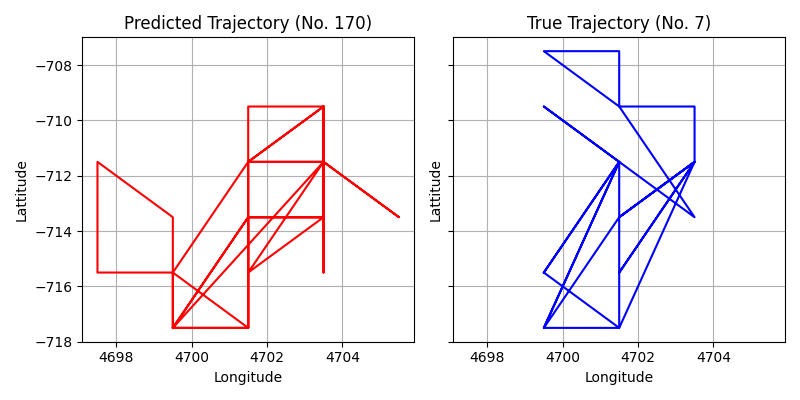 Predicted Trajectory (No. 170)
True Trajectory (No. 7)
Lattitude
−708
−710
−712
−714
−716
−718
4698
4700
4702
4704
Longitude
Lattitude
4698
4700
4702
4704
Longitude